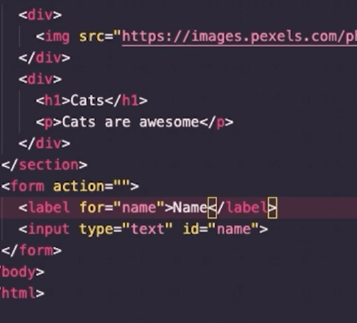 <div>
<img src="https://images.pexels.com/p
</div>
<div>
<h1>Cats</h1>
<p>Cats are awesome</p>
</div>
</section>
<form action="">
<label for="name">Name</label>
<input type="text" id="name">
</form>
/body>
html>